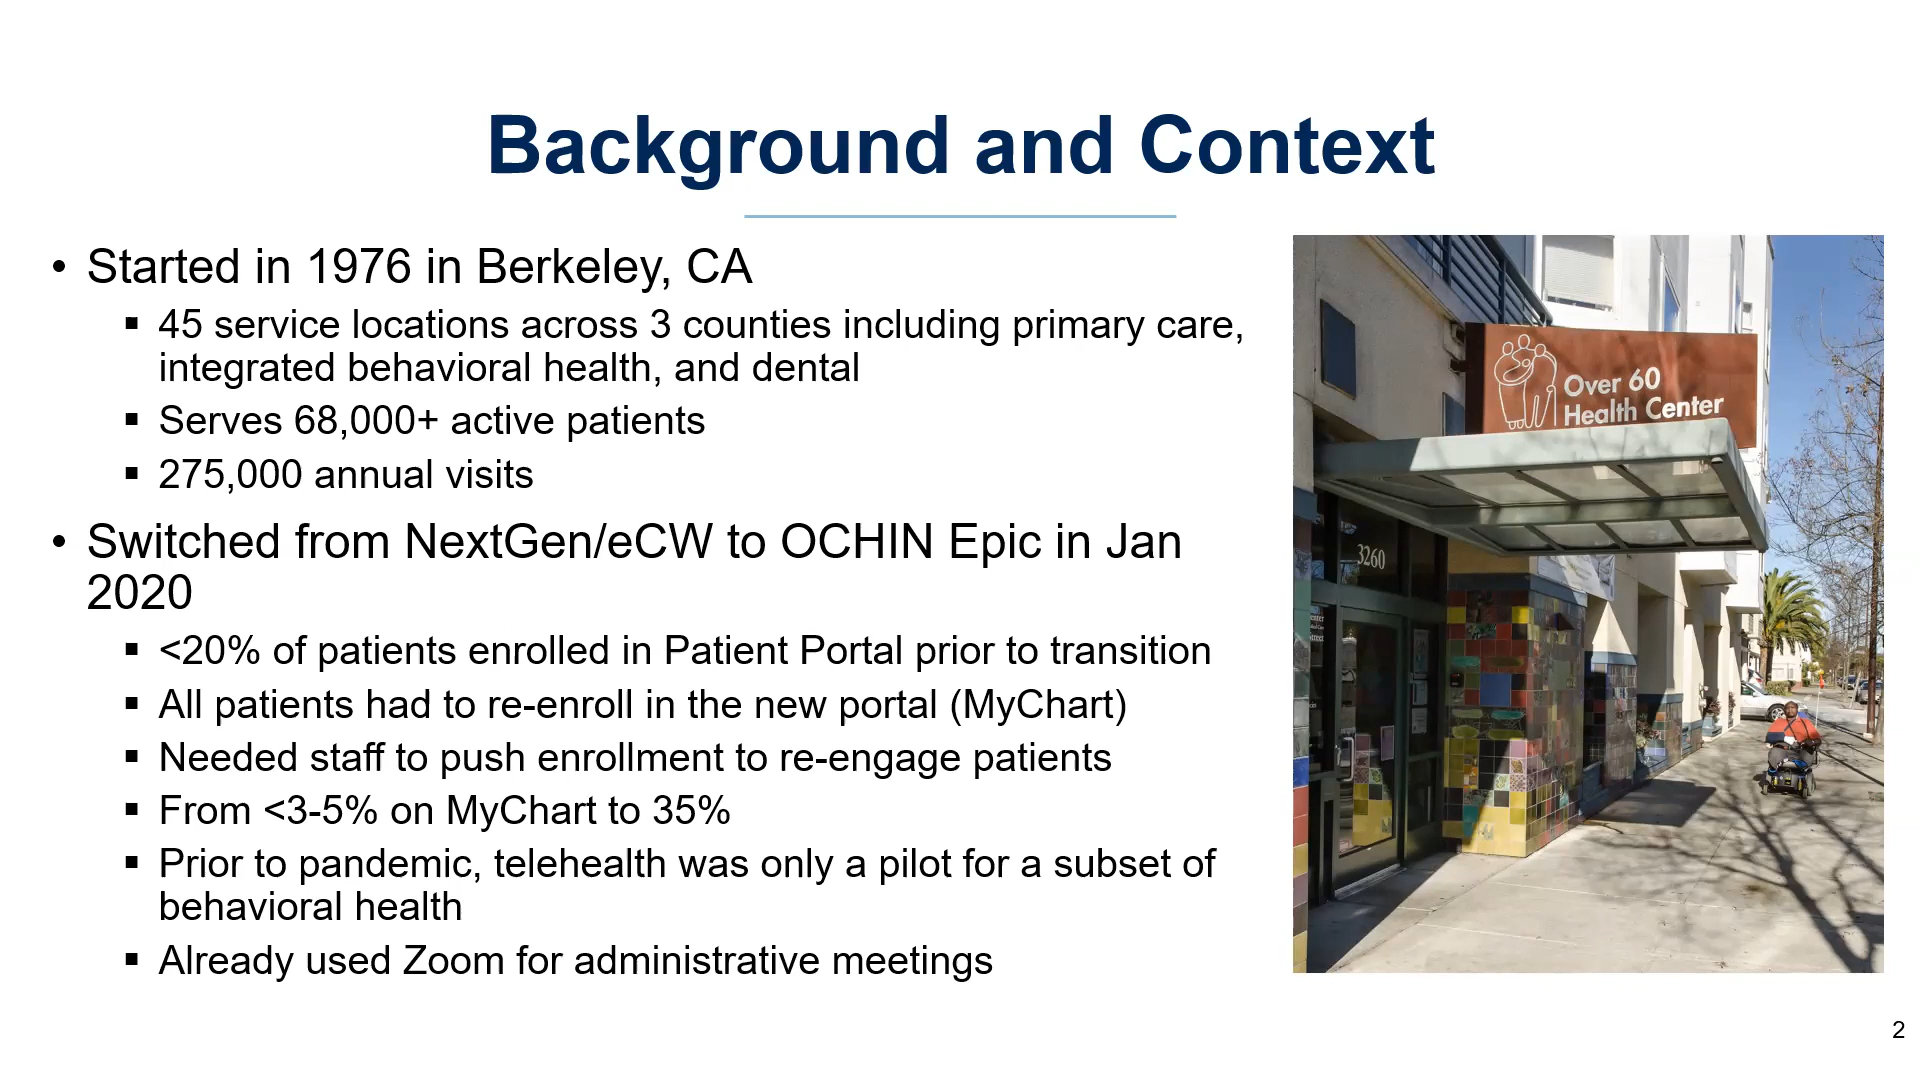 Background and Context
• Started in 1976 in Berkeley, CA
▪ 45 service locations across 3 counties including primary care,
integrated behavioral health, and dental
▪ Serves 68,000+ active patients
▪ 275,000 annual visits
• Switched from NextGen/eCW to OCHIN Epic in Jan
2020
▪ <20% of patients enrolled in Patient Portal prior to transition
▪ All patients had to re-enroll in the new portal (MyChart)
▪ Needed staff to push enrollment to re-engage patients
▪ From <3-5% on MyChart to 35%
▪ Prior to pandemic, telehealth was only a pilot for a subset of
behavioral health
▪ Already used Zoom for administrative meetings
Over 60
Health Center
3260
2